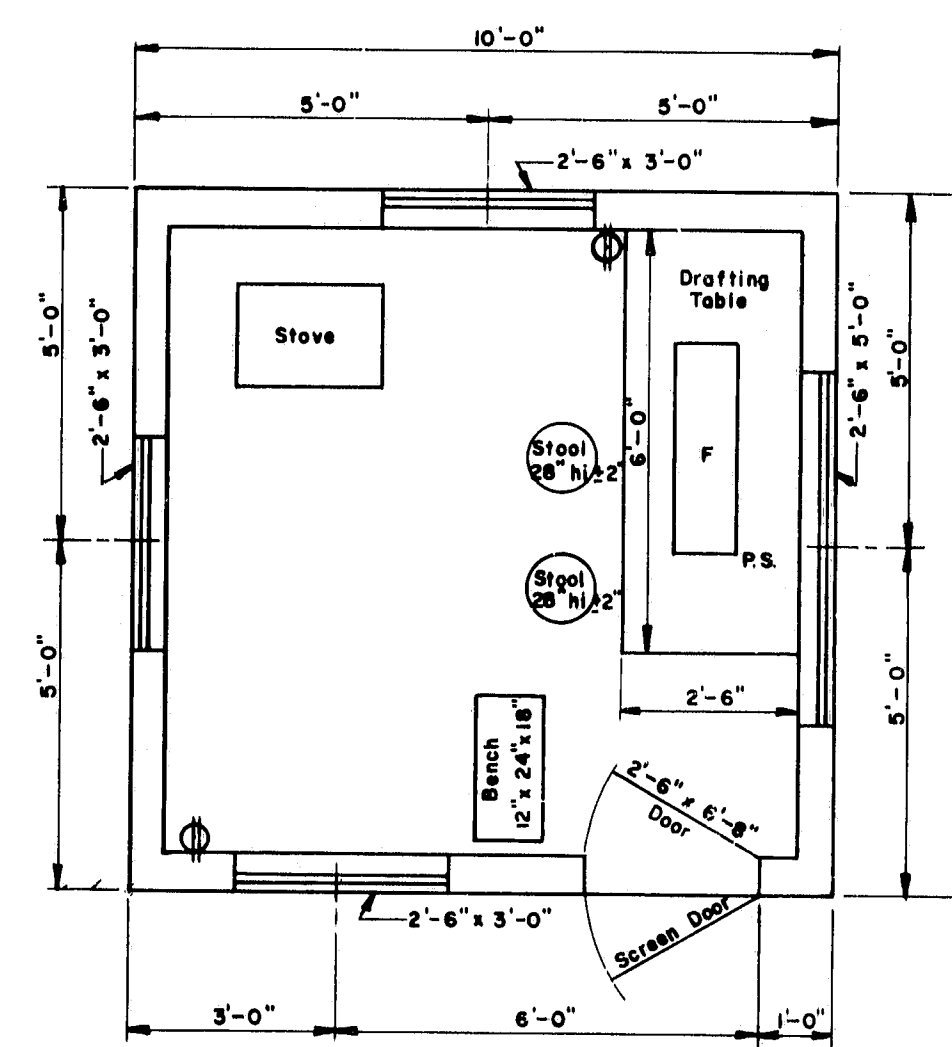 10'-0"
5'-0"
5'-0"
2'-6" x 3'-0"
Drafting
Table
Stove
5'-0"
2'-6" x 3'-0"
2'-6" x 5'-0"
5'-0"
6'-0"
F
Stool
28" hi ±2"
P.S.
Stool
28" hi ±2"
5'-0"
5'-0"
2'-6"
Bench
12" x 24" x 18"
2'-6" x 6'-8"
Door
2'-6" x 3'-0"
Screen Door
3'-0"
6'-0"
1'-0"